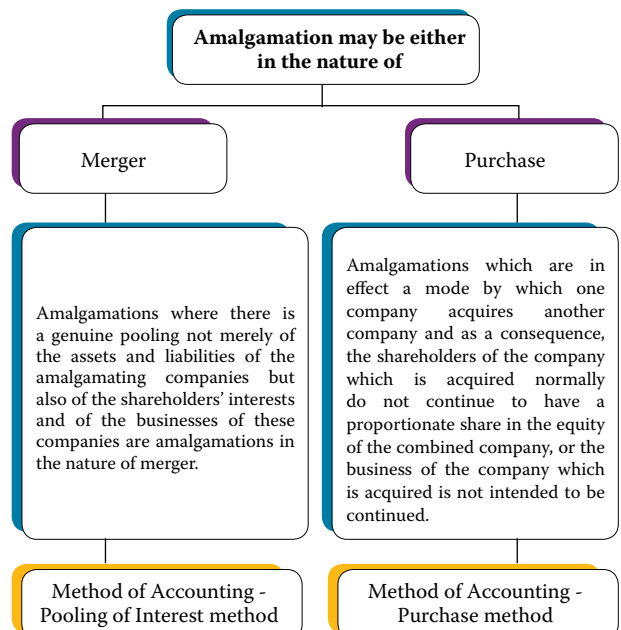 Amalgamation may be either
in the nature of
Merger
Purchase
Amalgamations where there is
a genuine pooling not merely of
the assets and liabilities of the
amalgamating companies but
also of the shareholders' interests
and of the businesses of these
companies are amalgamations in
the nature of merger.
Amalgamations which are in
effect a mode by which one
company acquires another
company and as a consequence,
the shareholders of the company
which is acquired normally
do not continue to have a
proportionate share in the equity
of the combined company, or the
business of the company which
is acquired is not intended to be
continued.
Method of Accounting -
Pooling of Interest method
Method of Accounting -
Purchase method